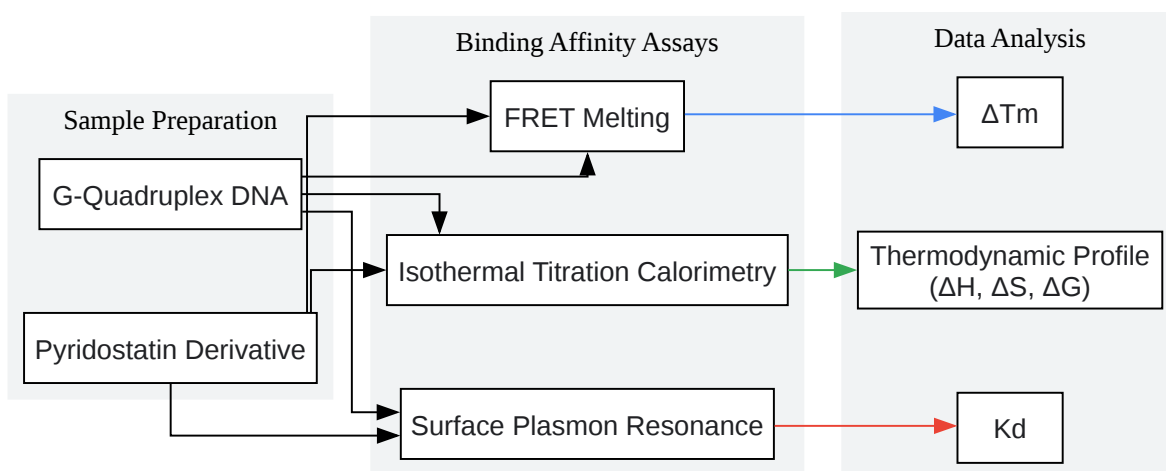 Sample Preparation
G-Quadruplex DNA
Pyridostatin Derivative
Binding Affinity Assays
FRET Melting
Isothermal Titration Calorimetry
Surface Plasmon Resonance
Data Analysis
ΔTm
Thermodynamic Profile
(ΔH, ΔS, ΔG)
Kd